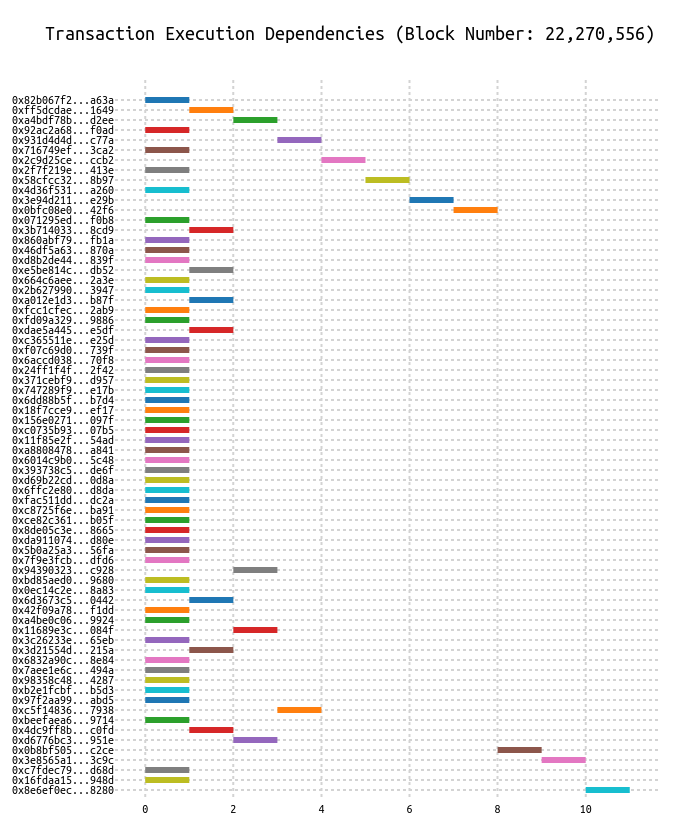 Transaction Execution Dependencies (Block Number: 22,270,556)
0x82b067f2...a63a
0xff5dcdae...1649
0xa4bdf78b...d2ee
0x92ac2a68...f0ad
0x931d4d4d...c77a
0x716749ef...3ca2
0x2c9d25ce...ccb2
0x2f7f219e...413e
0x58cfcc32...8b97
0x4d36f531...a260
0x3e94d211...e29b
0x0bfc08e0...42f6
0x071295ed...f0b8
0x3b714033...8cd9
0x860abf79...fb1a
0x46df5a63...870a
0xd8b2de44...839f
0xe5be814c...db52
0x664c6aee...2a3e
0x2b627990...3947
0xa012e1d3...b87f
0xfcc1cfec...2ab9
0xfd09a329...9886
0xdae5a445...e5df
0xc365511e...e25d
0xf07c69d0...739f
0x6accd038...70f8
0x24ff1f4f...2f42
0x371cebf9...d957
0x747289f9...e17b
0x6dd88b5f...b7d4
0x18f7cce9...ef17
0x156e0271...097f
0xc0735b93...07b5
0x11f85e2f...54ad
0xa8808478...a841
0x6014c9b0...5c48
0x393738c5...de6f
0xd69b22cd...0d8a
0x6ffc2e80...d8da
0xfac511dd...dc2a
0xc8725f6e...ba91
0xce82c361...b05f
0x8de05c3e...8665
0xda911074...d80e
0x5b0a25a3...56fa
0x7f9e3fcb...dfd6
0x94390323...c928
0xbd85aed0...9680
0x0ec14c2e...8a83
0x6d3673c5...0442
0x42f09a78...f1dd
0xa4be0c06...9924
0x11689e3c...084f
0x3c26233e...65eb
0x3d21554d...215a
0x6832a90c...8e84
0x7aee1e6c...494a
0x98358c48...4287
0xb2e1fcbf...b5d3
0x97f2aa99...abd5
0xc5f14836...7938
0xbeefaea6...9714
0x4dc9ff8b...c0fd
0xd6776bc3...951e
0x0b8bf505...c2ce
0x3e8565a1...3c9c
0xc7fdec79...d68d
0x16fdaa15...948d
0x8e6ef0ec...8280
0 2 4 6 8 10